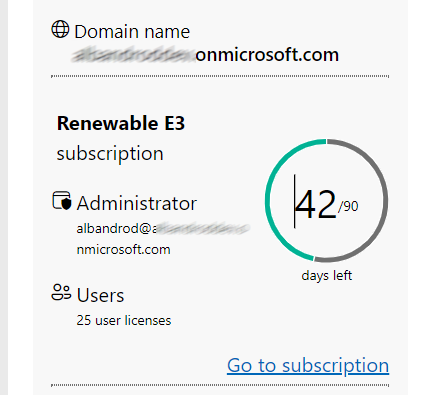 Domain name
onmicrosoft.com
Renewable E3
subscription
42/90
days left
Administrator
albandrod@
nmicrosoft.com
Users
25 user licenses
Go to subscription